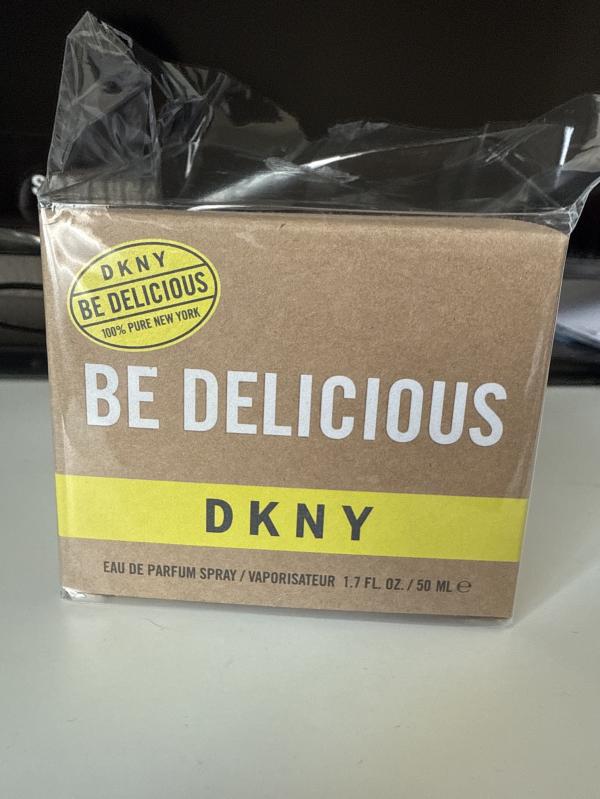 DKNY
BE DELICIOUS
100% PURE NEW YORK
BE DELICIOUS
DKNY
EAU DE PARFUM SPRAY / VAPORISATEUR 1.7 FL. OZ. / 50 ML ℮